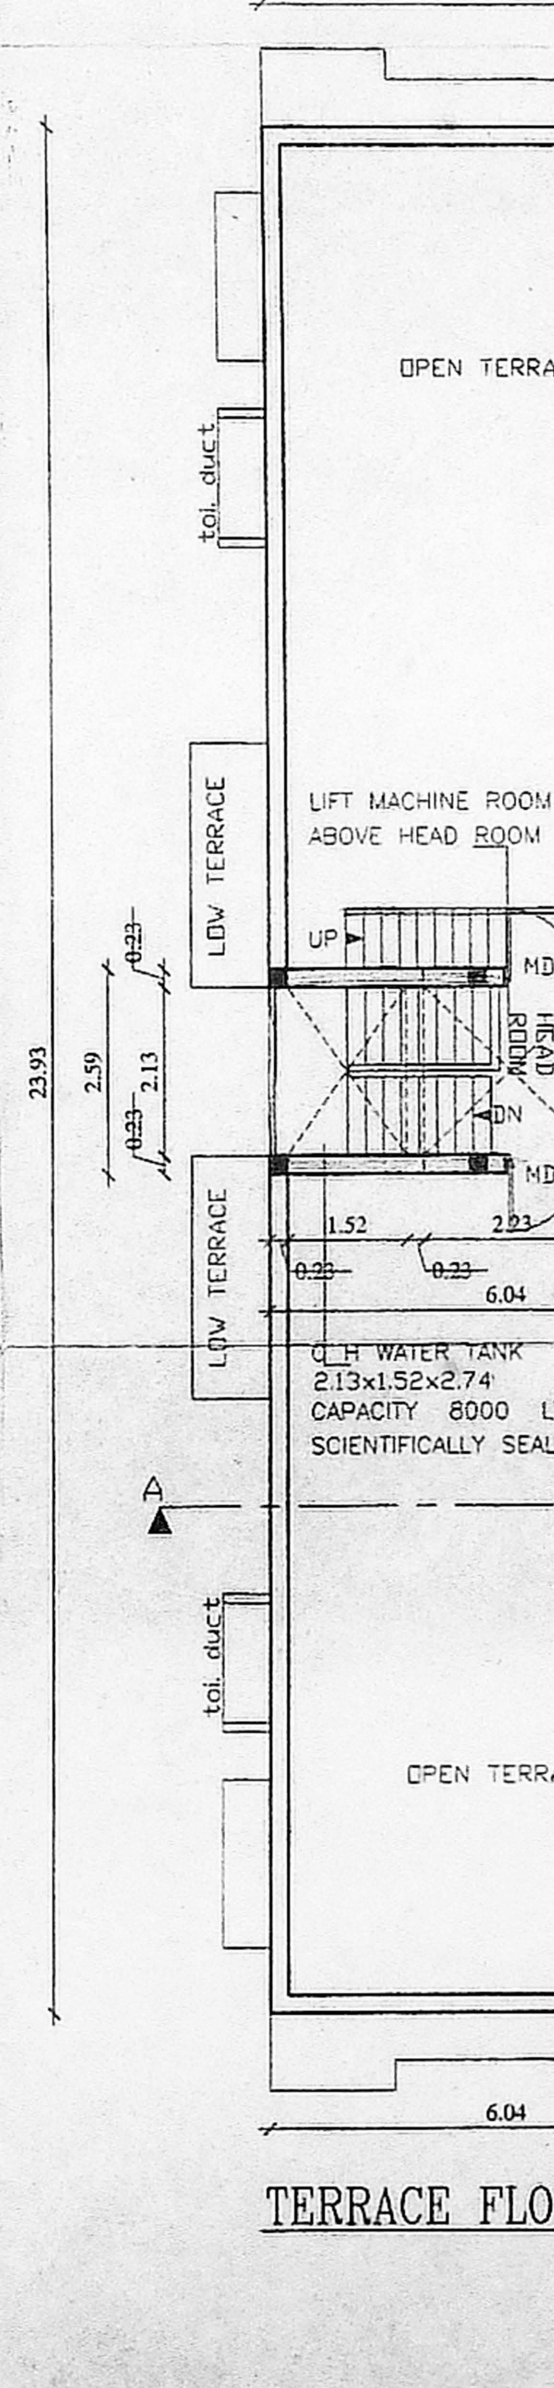 OPEN TERRA
toi. duct
LOW TERRACE
LIFT MACHINE ROOM
ABOVE HEAD ROOM
UP
MD
0.23
23.93
2.59
2.13
0.23
HEAD
ROOM
DN
MD
LOW TERRACE
1.52
2.23
0.23
0.23
6.04
O H WATER TANK
2.13x1.52x2.74
CAPACITY 8000 L
SCIENTIFICALLY SEAL
A
toi. duct
OPEN TERRA
6.04
TERRACE FLO